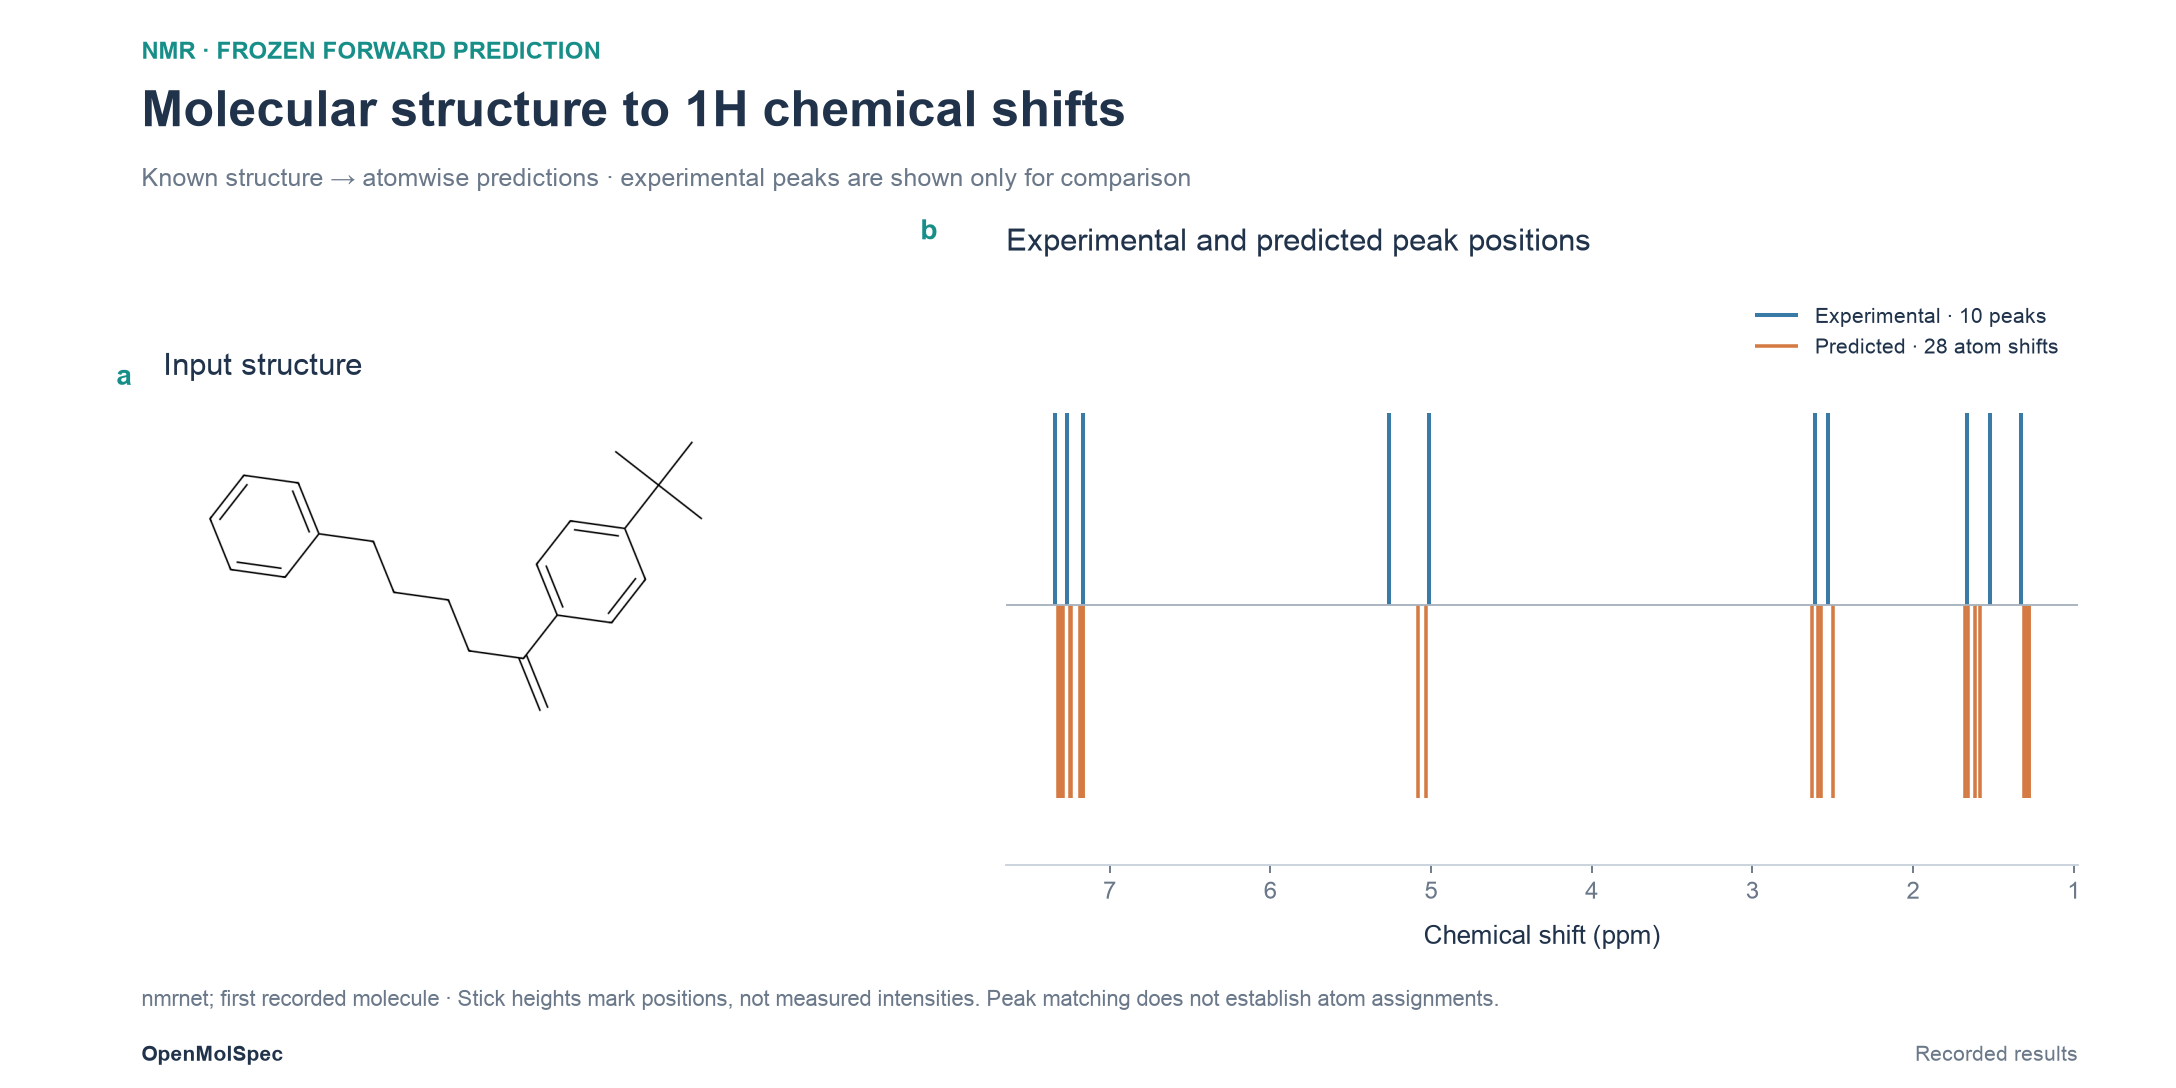 NMR · FROZEN FORWARD PREDICTION
Molecular structure to 1H chemical shifts
Known structure → atomwise predictions · experimental peaks are shown only for comparison
a
Input structure
b
Experimental and predicted peak positions
Experimental · 10 peaks
Predicted · 28 atom shifts
7 6 5 4 3 2 1
Chemical shift (ppm)
nmrnet; first recorded molecule · Stick heights mark positions, not measured intensities. Peak matching does not establish atom assignments.
OpenMolSpec
Recorded results